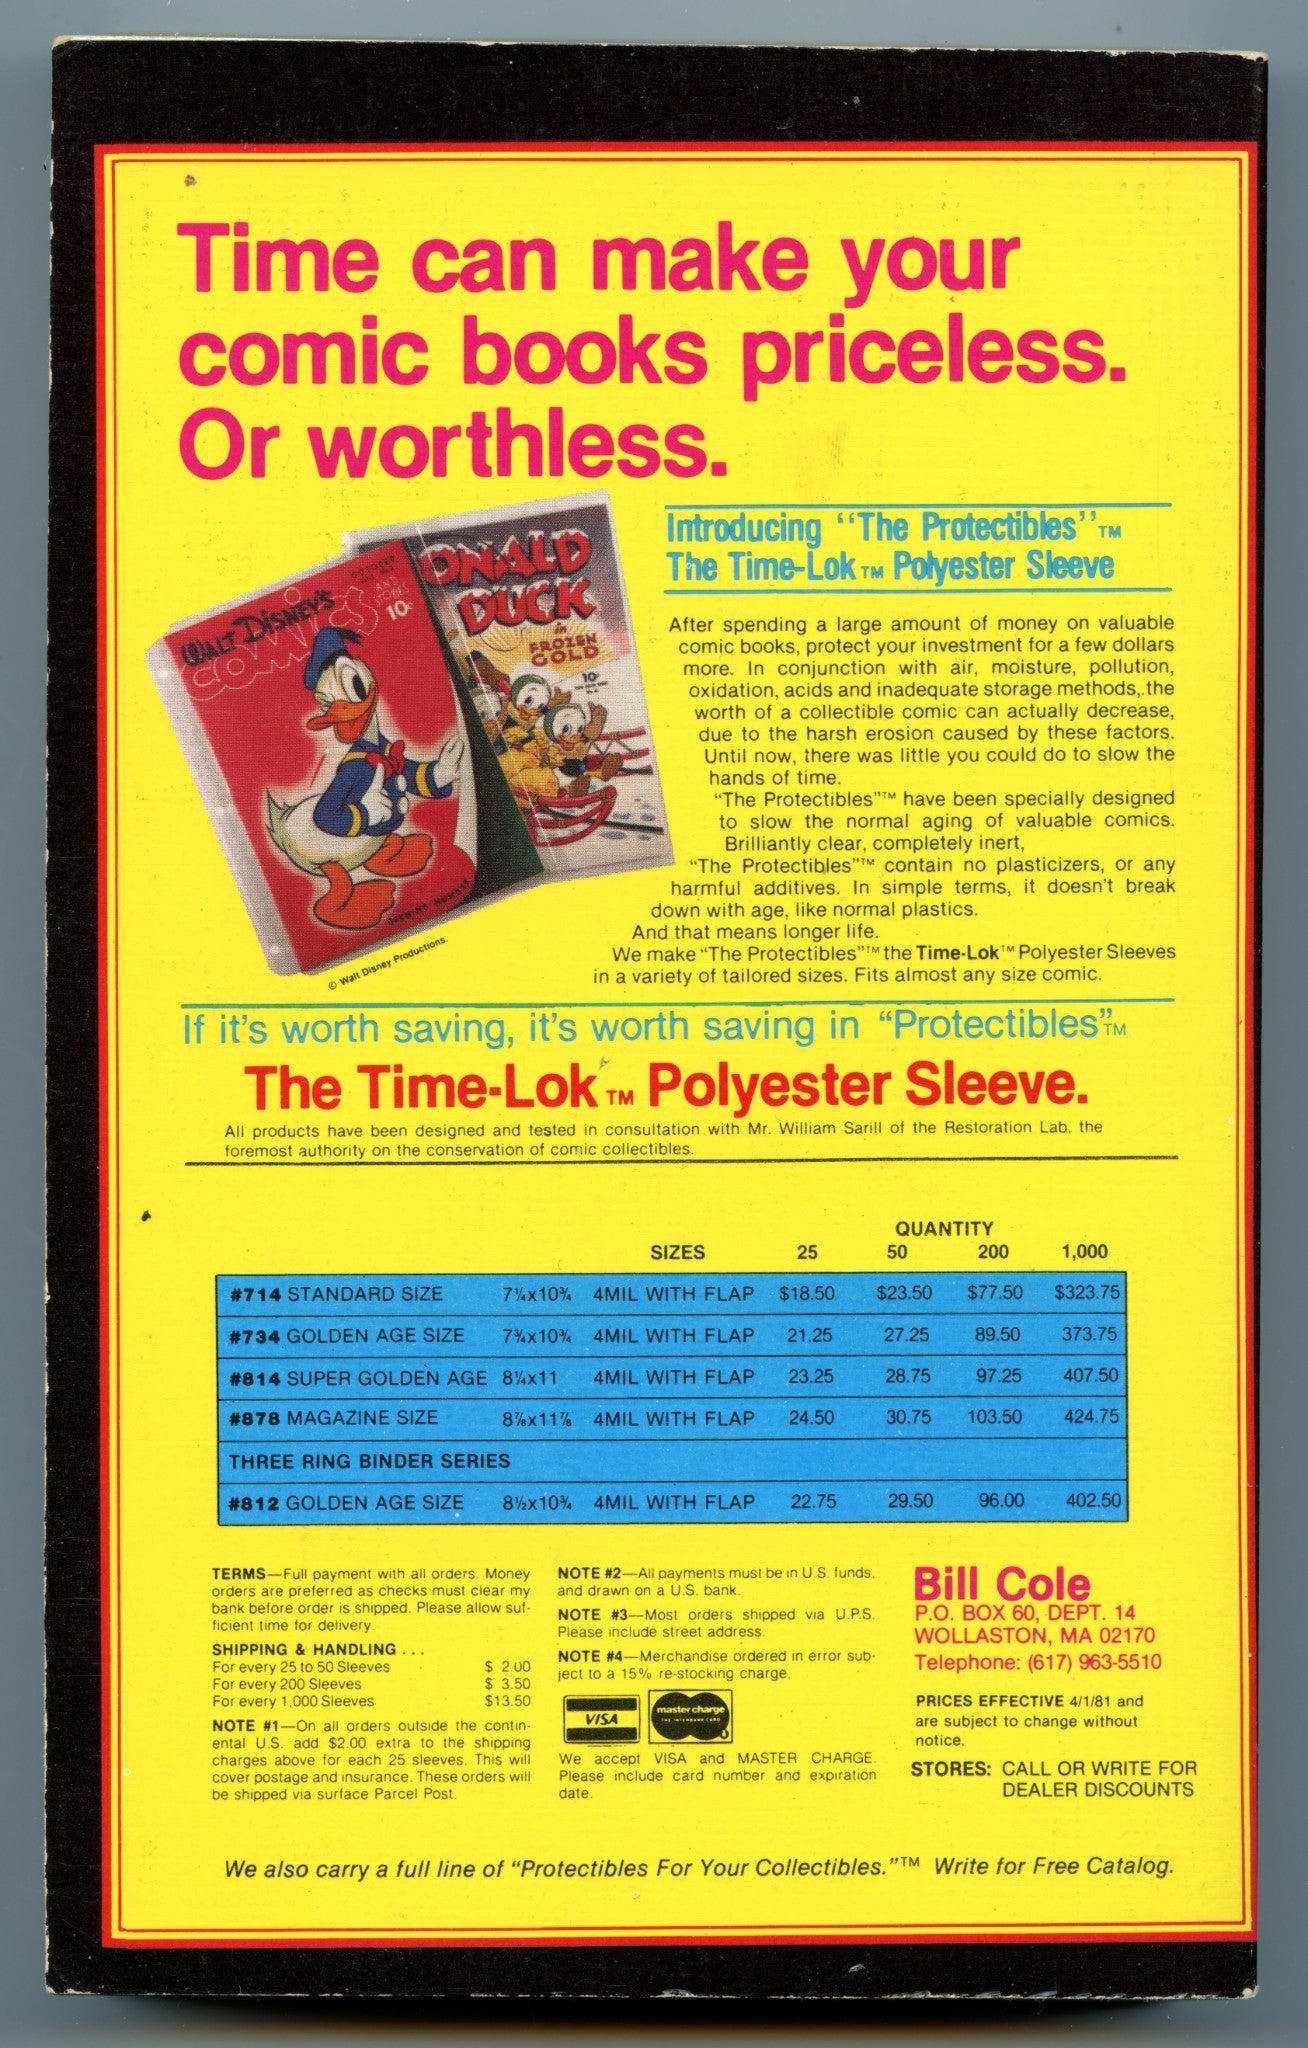 Time can make your
comic books priceless.
Or worthless.
WALT DISNEY'S
COMICS
AND
STORIES
OCTOBER
10¢
OPENING NUMBER
DONALD
DUCK
in
FROZEN
GOLD
10¢
© Walt Disney Productions.
Introducing "The Protectibles"™
The Time-Lok™ Polyester Sleeve
After spending a large amount of money on valuable
comic books, protect your investment for a few dollars
more. In conjunction with air, moisture, pollution,
oxidation, acids and inadequate storage methods, the
worth of a collectible comic can actually decrease,
due to the harsh erosion caused by these factors.
Until now, there was little you could do to slow the
hands of time.
"The Protectibles"™ have been specially designed
to slow the normal aging of valuable comics.
Brilliantly clear, completely inert,
"The Protectibles"™ contain no plasticizers, or any
harmful additives. In simple terms, it doesn't break
down with age, like normal plastics.
And that means longer life.
We make "The Protectibles"™ the Time-Lok™ Polyester Sleeves
in a variety of tailored sizes. Fits almost any size comic.
If it's worth saving, it's worth saving in "Protectibles"™
The Time-Lok™ Polyester Sleeve.
All products have been designed and tested in consultation with Mr. William Sarill of the Restoration Lab, the
foremost authority on the conservation of comic collectibles.
QUANTITY
SIZES 25 50 200 1,000
#714 STANDARD SIZE 7¼x10¾ 4MIL WITH FLAP $18.50 $23.50 $77.50 $323.75
#734 GOLDEN AGE SIZE 7¾x10¾ 4MIL WITH FLAP 21.25 27.25 89.50 373.75
#814 SUPER GOLDEN AGE 8¼x11 4MIL WITH FLAP 23.25 28.75 97.25 407.50
#878 MAGAZINE SIZE 8⅞x11⅞ 4MIL WITH FLAP 24.50 30.75 103.50 424.75
THREE RING BINDER SERIES
#812 GOLDEN AGE SIZE 8½x10¾ 4MIL WITH FLAP 22.75 29.50 96.00 402.50
TERMS—Full payment with all orders. Money
orders are preferred as checks must clear my
bank before order is shipped. Please allow suf-
ficient time for delivery.
SHIPPING & HANDLING . . .
For every 25 to 50 Sleeves $ 2.00
For every 200 Sleeves $ 3.50
For every 1,000 Sleeves $13.50
NOTE #1—On all orders outside the contin-
ental U.S. add $2.00 extra to the shipping
charges above for each 25 sleeves. This will
cover postage and insurance. These orders will
be shipped via surface Parcel Post.
NOTE #2—All payments must be in U.S. funds,
and drawn on a U.S. bank.
NOTE #3—Most orders shipped via U.P.S.
Please include street address.
NOTE #4—Merchandise ordered in error sub-
ject to a 15% re-stocking charge.
VISA
master charge
THE INTERBANK CARD
We accept VISA and MASTER CHARGE.
Please include card number and expiration
date.
Bill Cole
P.O. BOX 60, DEPT. 14
WOLLASTON, MA 02170
Telephone: (617) 963-5510
PRICES EFFECTIVE 4/1/81 and
are subject to change without
notice.
STORES: CALL OR WRITE FOR
DEALER DISCOUNTS
We also carry a full line of "Protectibles For Your Collectibles."™ Write for Free Catalog.